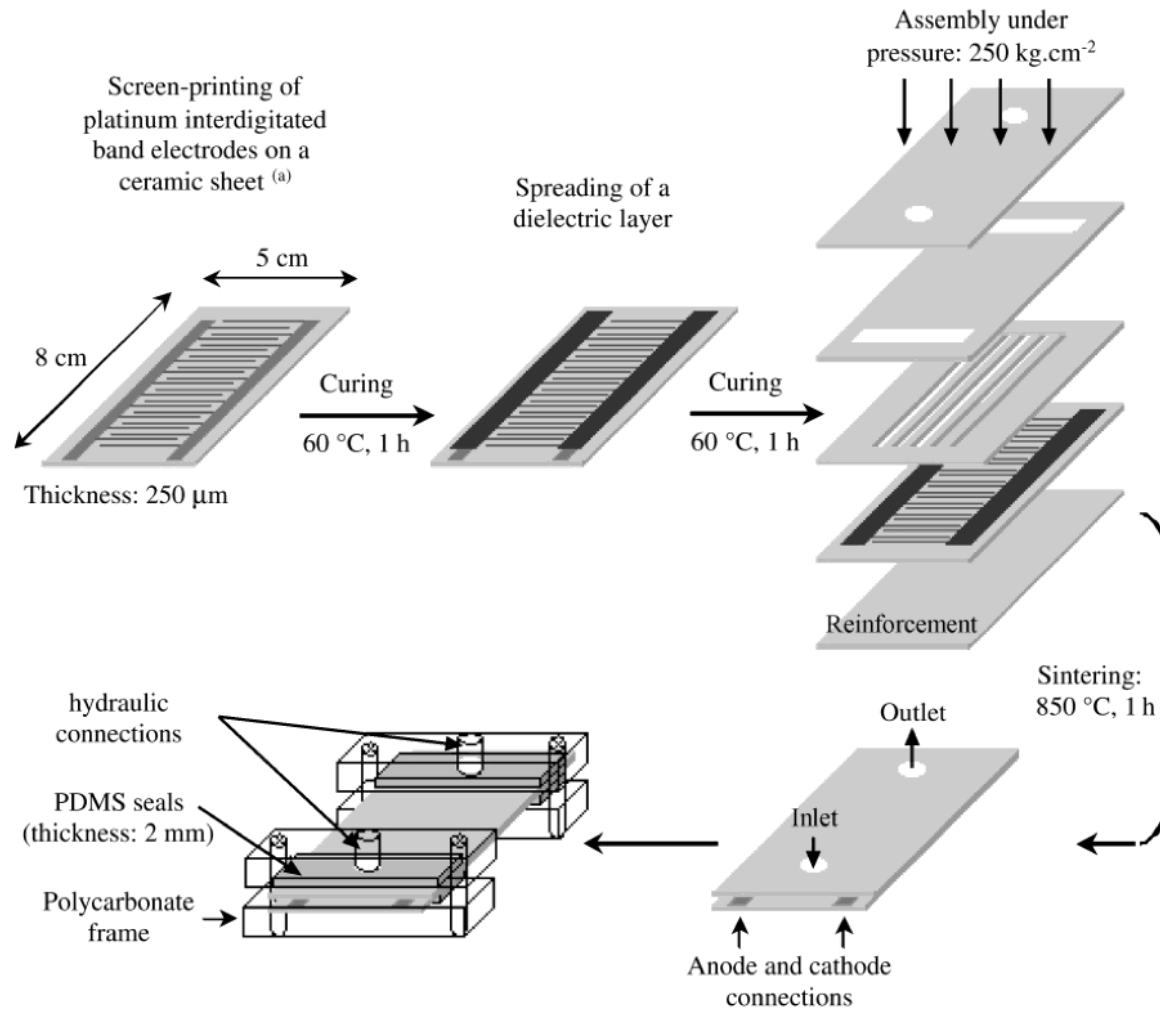 Screen-printing of
platinum interdigitated
band electrodes on a
ceramic sheet (a)
5 cm
8 cm
Thickness: 250 μm
Curing
60 °C, 1 h
Spreading of a
dielectric layer
Curing
60 °C, 1 h
Assembly under
pressure: 250 kg.cm-2
Reinforcement
Sintering:
850 °C, 1 h
Outlet
Inlet
Anode and cathode
connections
hydraulic
connections
PDMS seals
(thickness: 2 mm)
Polycarbonate
frame